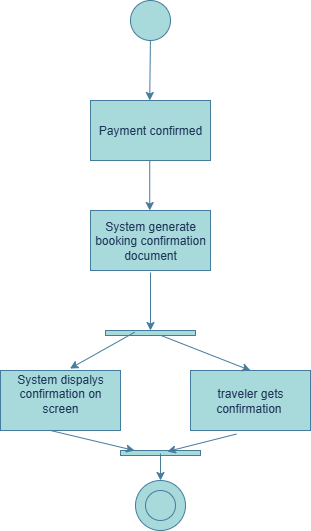 Payment confirmed
System generate
booking confirmation
document
System dispalys
confirmation on
screen
traveler gets
confirmation